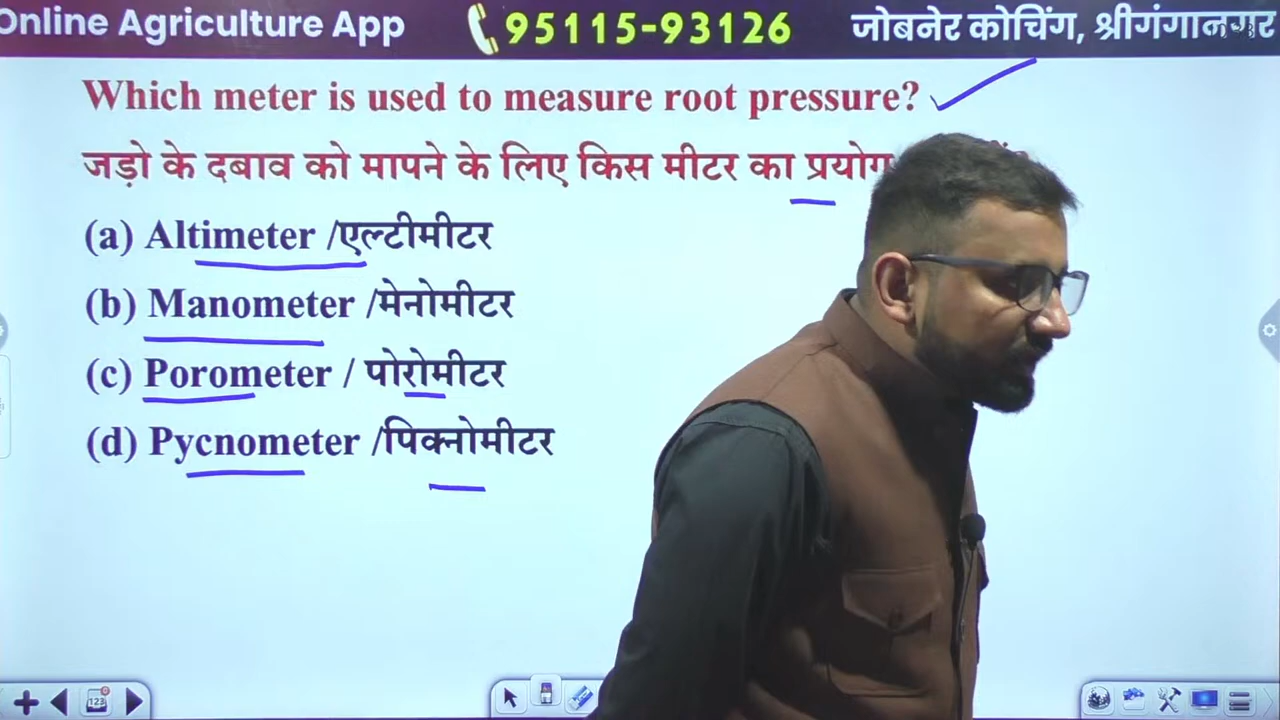 Online Agriculture App 95115-93126 जोबनेर कोचिंग, श्रीगंगानगर
Which meter is used to measure root pressure?
जड़ो के दबाव को मापने के लिए किस मीटर का प्रयोग
(a) Altimeter /एल्टीमीटर
(b) Manometer /मेनोमीटर
(c) Porometer / पोरोमीटर
(d) Pycnometer /पिक्नोमीटर
123